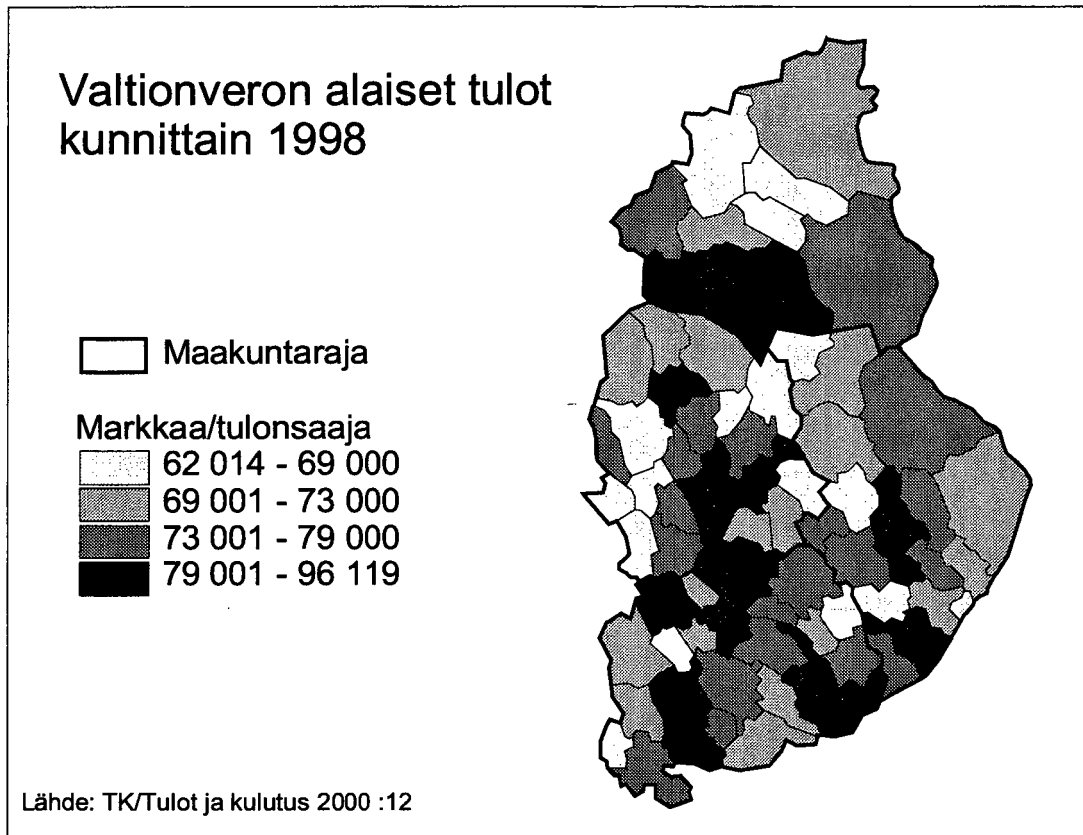 Valtionveron alaiset tulot
kunnittain 1998
Maakuntaraja
Markkaa/tulonsaaja
62 014 - 69 000
69 001 - 73 000
73 001 - 79 000
79 001 - 96 119
Lähde: TK/Tulot ja kulutus 2000 :12